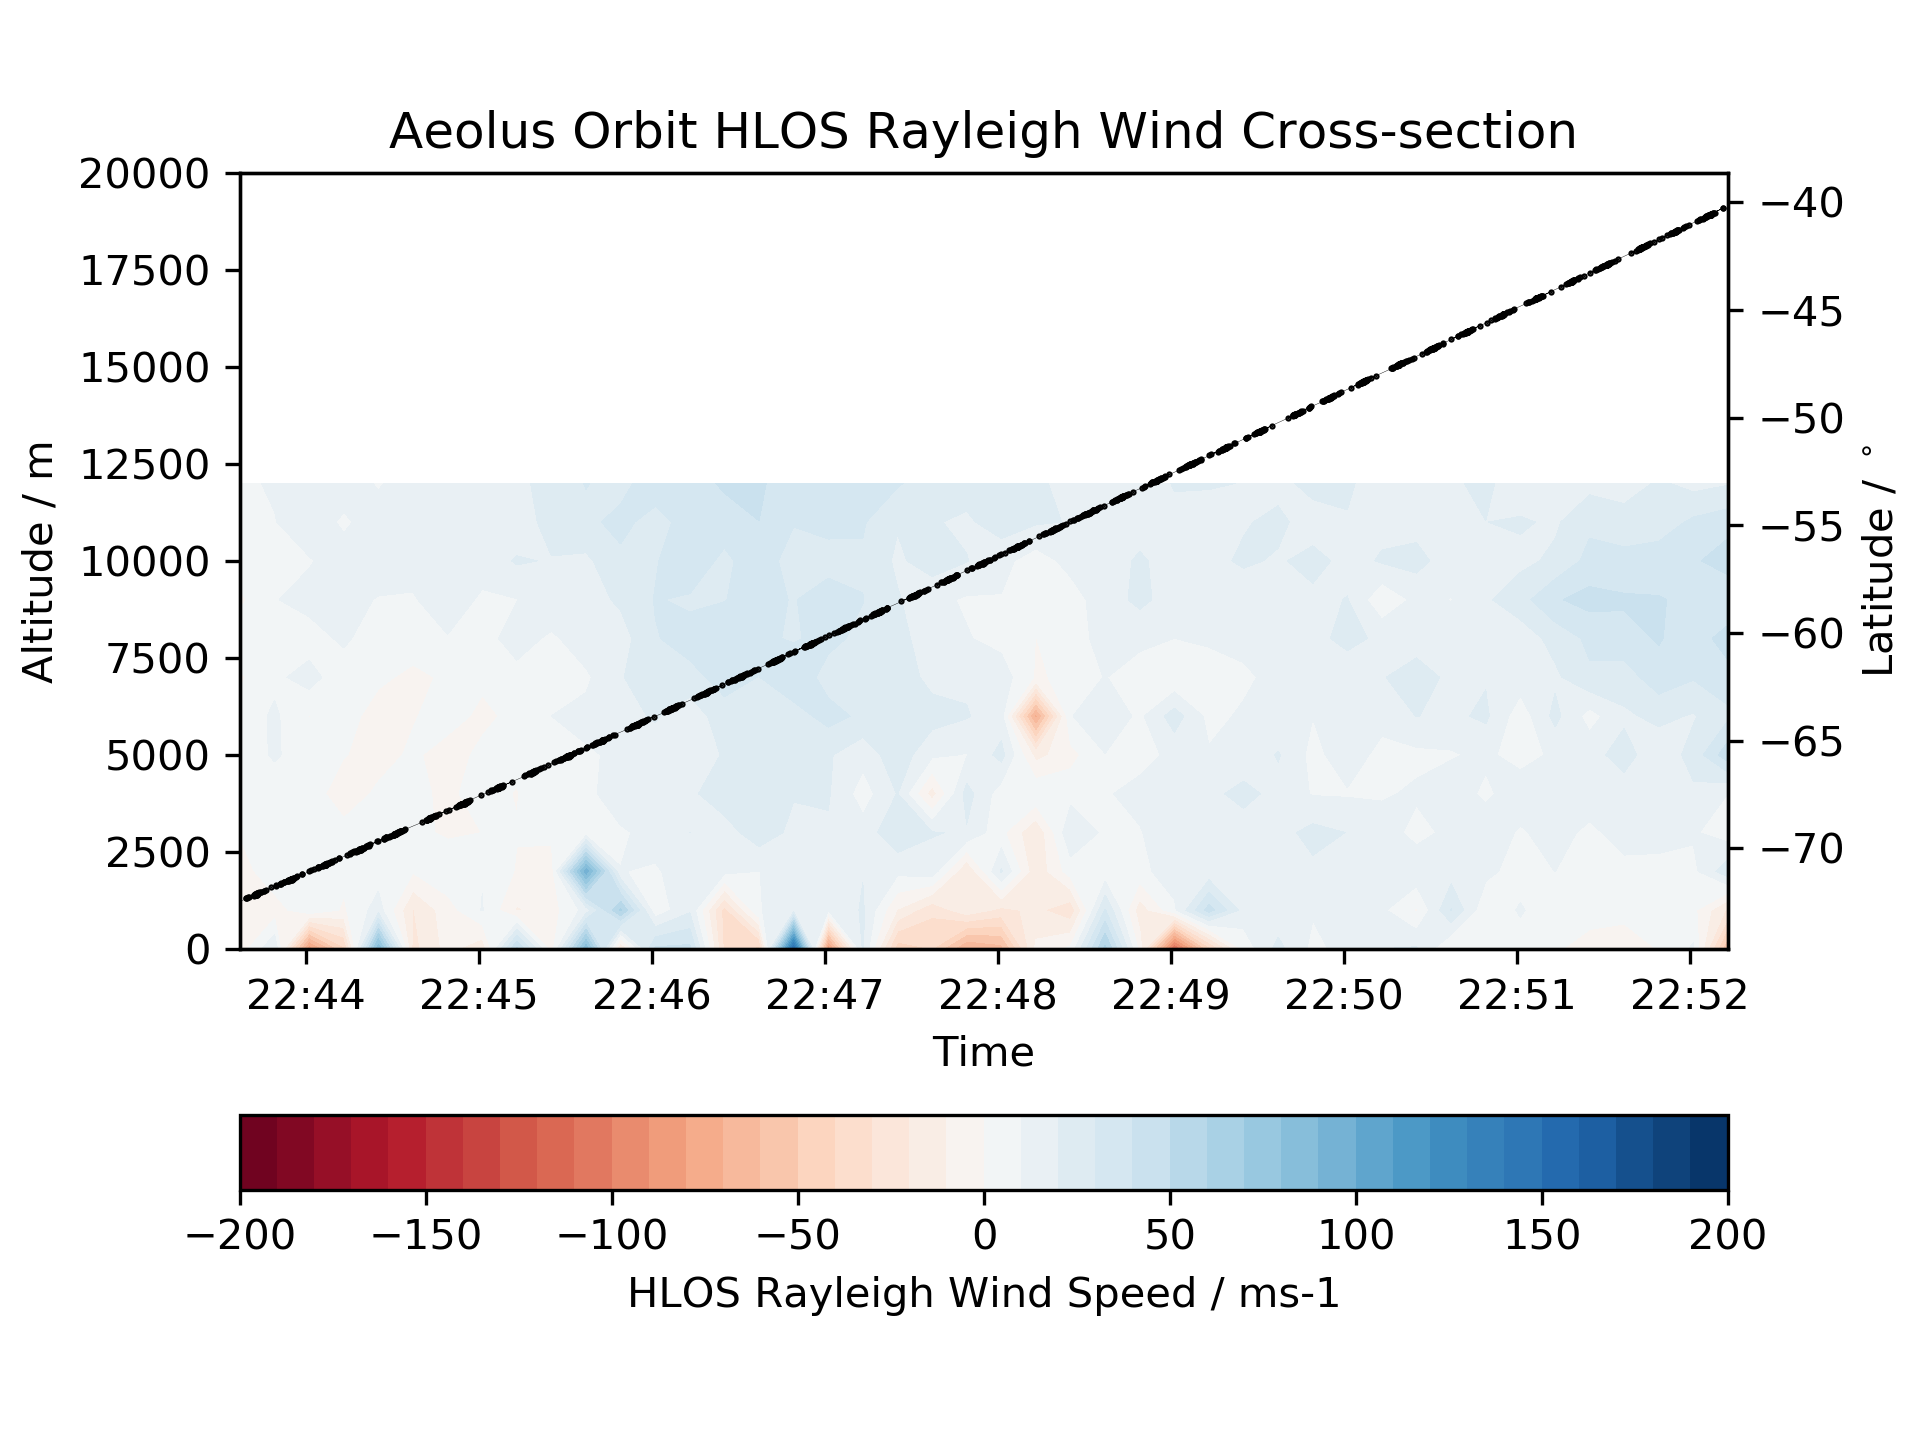 Aeolus Orbit HLOS Rayleigh Wind Cross-section
20000
17500
15000
12500
10000
7500
5000
2500
0
Altitude / m
−40
−45
−50
−55
−60
−65
−70
Latitude / °
22:44 22:45 22:46 22:47 22:48 22:49 22:50 22:51 22:52
Time
−200 −150 −100 −50 0 50 100 150 200
HLOS Rayleigh Wind Speed / ms-1